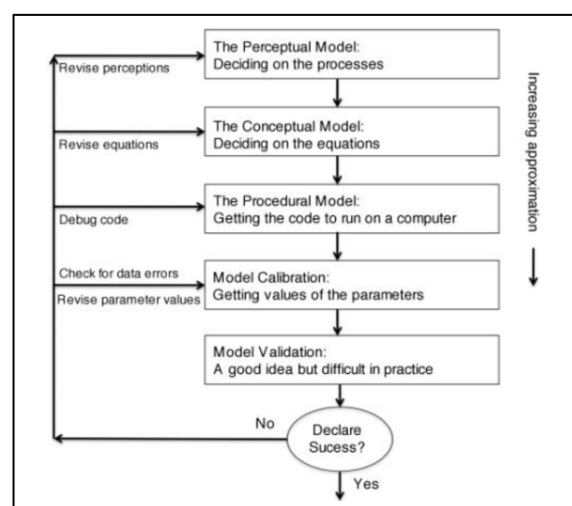 The Perceptual Model:
Deciding on the processes
Revise perceptions
The Conceptual Model:
Deciding on the equations
Revise equations
The Procedural Model:
Getting the code to run on a computer
Debug code
Check for data errors
Revise parameter values
Model Calibration:
Getting values of the parameters
Model Validation:
A good idea but difficult in practice
No
Declare
Sucess?
Yes
Increasing approximation